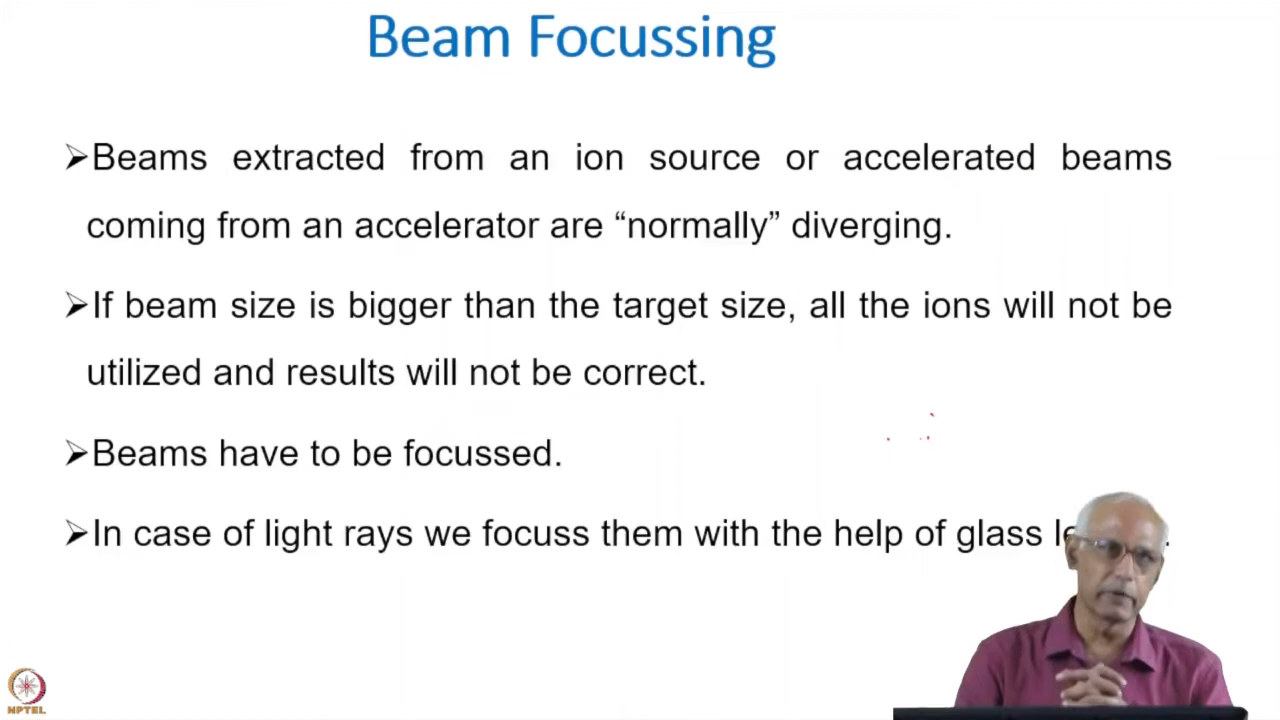 Beam Focussing
➢Beams extracted from an ion source or accelerated beams
coming from an accelerator are “normally” diverging.
➢If beam size is bigger than the target size, all the ions will not be
utilized and results will not be correct.
➢Beams have to be focussed.
➢In case of light rays we focuss them with the help of glass
NPTEL